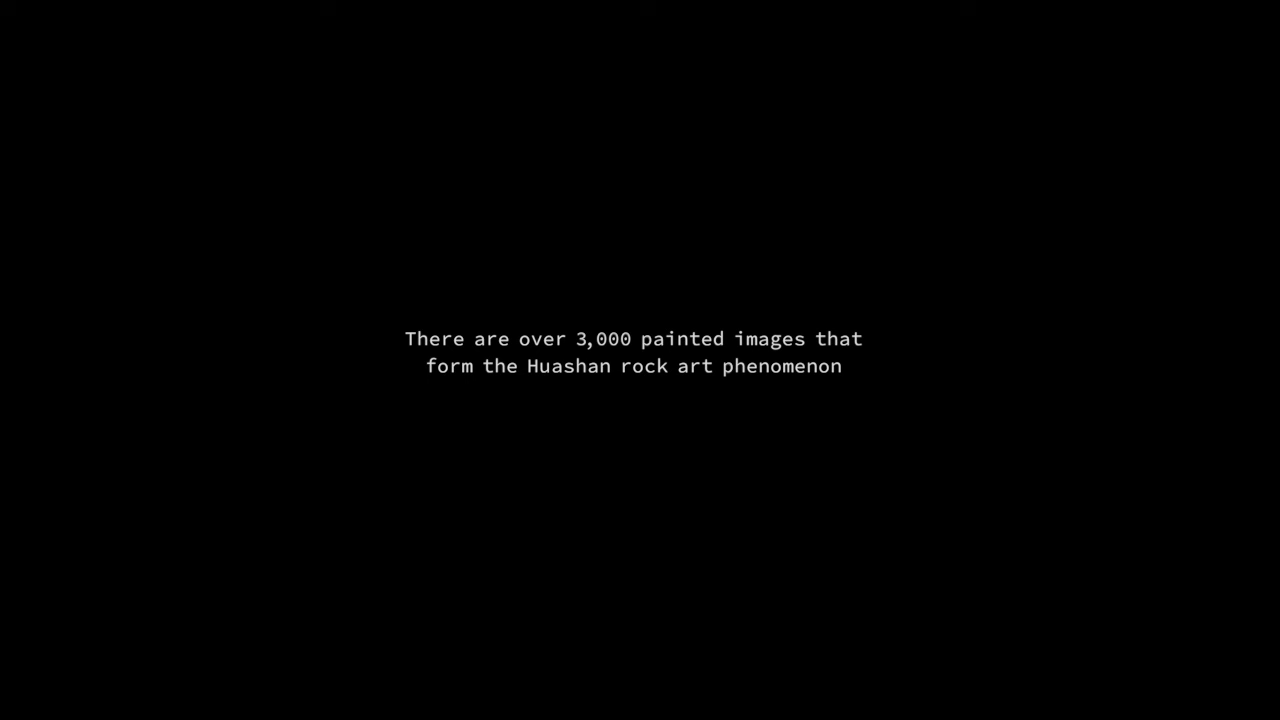 There are over 3,000 painted images that
form the Huashan rock art phenomenon